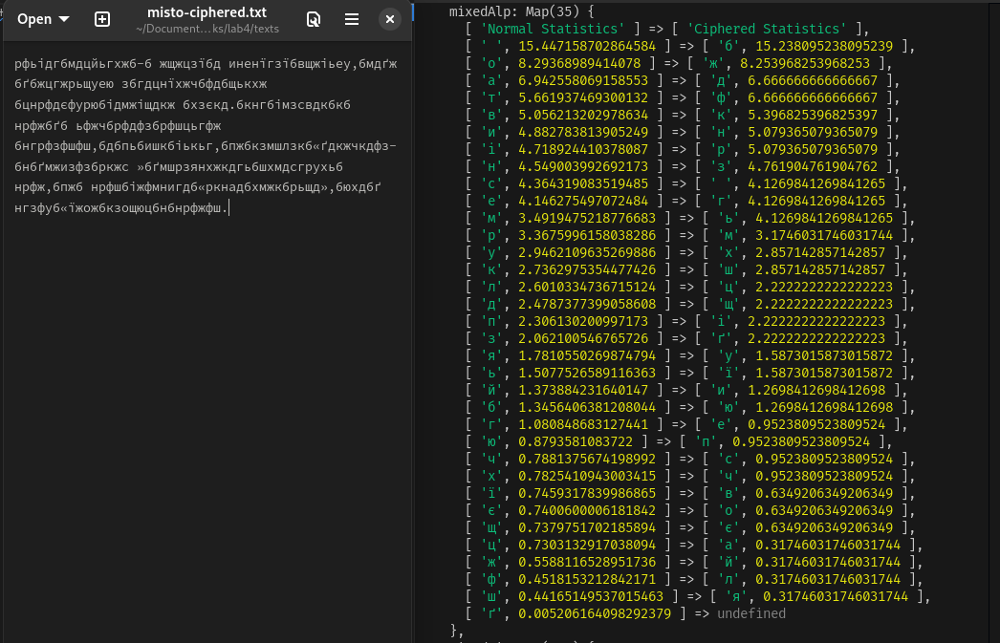 Open
misto-ciphered.txt
~/Document…ks/lab4/texts
рфьідгбмдцйьгхжб-б жщжцзїбд иненїгзїбвщжіьеу,бмдґж
бґбжцгжрьщуею збгдцнїхжчбфдбщькхж
бцнрфдєфурюбідмжіщдкж бхзєкд.бкнгбімзсвдкбкб
нрфжбґб ьфжчбрфдфзбрфшцьгфж
бнгрфзфшфш,бдбпьбишкбіькьг,бпжбкзмшлзкб«ґдкжчкдфз-
бнбґмжизфзбркжс »бґмшрзянхжкдгьбшхмдсгрухьб
нрфж,бпжб нрфшбіжфмнигдб«ркнадбхмжкбрьщд»,бюхдбґ
нгзфуб«їжожбкзощюцбнбнрфжфш.
mixedAlp: Map(35) {
[ 'Normal Statistics' ] => [ 'Ciphered Statistics' ],
[ ' ', 15.447158702864584 ] => [ 'б', 15.238095238095239 ],
[ 'о', 8.29368989414078 ] => [ 'ж', 8.253968253968253 ],
[ 'а', 6.942558069158553 ] => [ 'д', 6.666666666666667 ],
[ 'т', 5.661937469300132 ] => [ 'ф', 6.666666666666667 ],
[ 'в', 5.056213202978634 ] => [ 'к', 5.396825396825397 ],
[ 'и', 4.882783813905249 ] => [ 'н', 5.079365079365079 ],
[ 'і', 4.718924410378087 ] => [ 'р', 5.079365079365079 ],
[ 'н', 4.549003992692173 ] => [ 'з', 4.761904761904762 ],
[ 'с', 4.364319083519485 ] => [ ' ', 4.1269841269841265 ],
[ 'е', 4.146275497072484 ] => [ 'г', 4.1269841269841265 ],
[ 'м', 3.4919475218776683 ] => [ 'ь', 4.1269841269841265 ],
[ 'р', 3.3675996158038286 ] => [ 'м', 3.1746031746031744 ],
[ 'у', 2.9462109635269886 ] => [ 'х', 2.857142857142857 ],
[ 'к', 2.7362975354477426 ] => [ 'ш', 2.857142857142857 ],
[ 'л', 2.6010334736715124 ] => [ 'ц', 2.2222222222222223 ],
[ 'д', 2.4787377399058608 ] => [ 'щ', 2.2222222222222223 ],
[ 'п', 2.306130200997173 ] => [ 'і', 2.2222222222222223 ],
[ 'з', 2.062100546765726 ] => [ 'ґ', 2.2222222222222223 ],
[ 'я', 1.7810550269874794 ] => [ 'у', 1.5873015873015872 ],
[ 'ь', 1.5077526589116363 ] => [ 'ї', 1.5873015873015872 ],
[ 'й', 1.373884231640147 ] => [ 'и', 1.2698412698412698 ],
[ 'б', 1.3456406381208044 ] => [ 'ю', 1.2698412698412698 ],
[ 'г', 1.080848683127441 ] => [ 'е', 0.9523809523809524 ],
[ 'ю', 0.8793581083722 ] => [ 'п', 0.9523809523809524 ],
[ 'ч', 0.7881375674198992 ] => [ 'с', 0.9523809523809524 ],
[ 'х', 0.7825410943003415 ] => [ 'ч', 0.9523809523809524 ],
[ 'ї', 0.7459317839986865 ] => [ 'в', 0.6349206349206349 ],
[ 'є', 0.7400600006181842 ] => [ 'о', 0.6349206349206349 ],
[ 'щ', 0.7379751702185894 ] => [ 'є', 0.6349206349206349 ],
[ 'ц', 0.7303132917038094 ] => [ 'а', 0.31746031746031744 ],
[ 'ж', 0.5588116528951736 ] => [ 'й', 0.31746031746031744 ],
[ 'ф', 0.4518153212842171 ] => [ 'л', 0.31746031746031744 ],
[ 'ш', 0.44165149537015463 ] => [ 'я', 0.31746031746031744 ],
[ 'ґ', 0.005206164098292379 ] => undefined
},